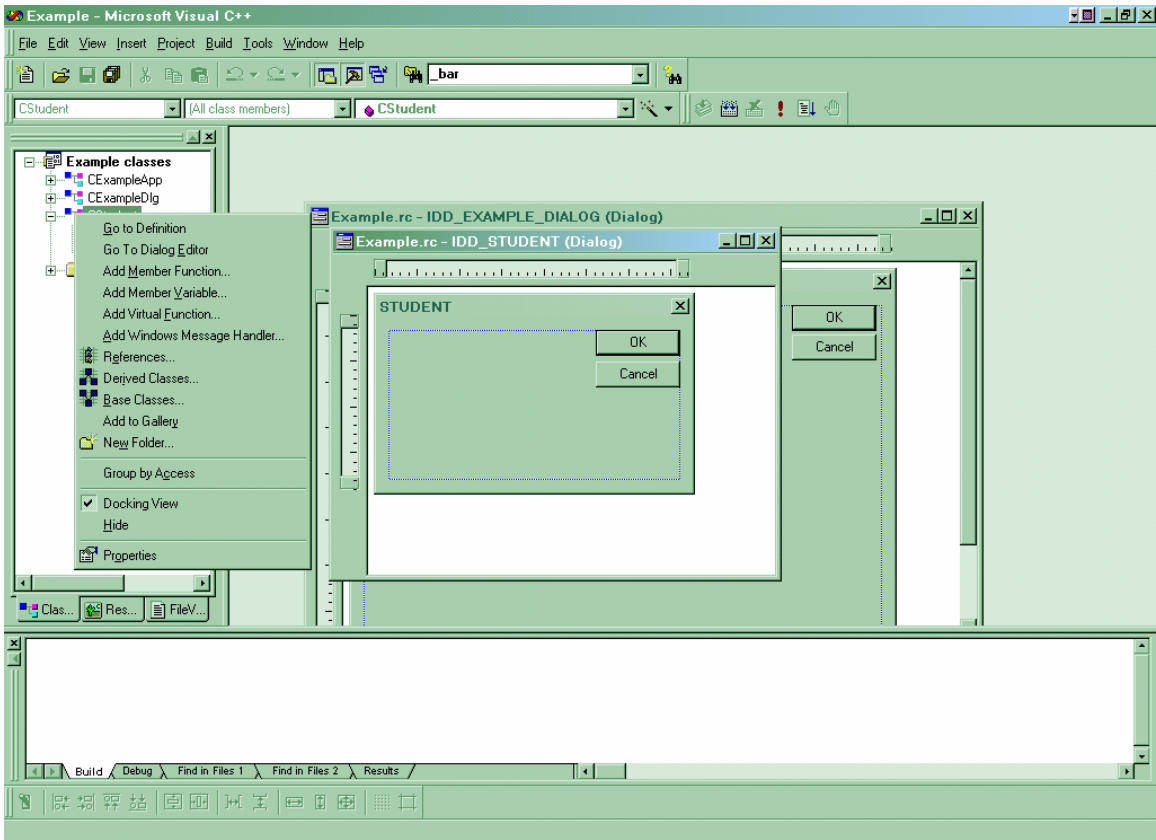 Example - Microsoft Visual C++
File Edit View Insert Project Build Tools Window Help
_bar
CStudent (All class members) CStudent
Example classes
CExampleApp
CExampleDlg
Go to Definition
Go To Dialog Editor
Add Member Function...
Add Member Variable...
Add Virtual Function...
Add Windows Message Handler...
References...
Derived Classes...
Base Classes...
Add to Gallery
New Folder...
Group by Access
Docking View
Hide
Properties
Example.rc - IDD_EXAMPLE_DIALOG (Dialog)
OK
Cancel
Example.rc - IDD_STUDENT (Dialog)
STUDENT
OK
Cancel
Clas... Res... FileV...
Build Debug Find in Files 1 Find in Files 2 Results